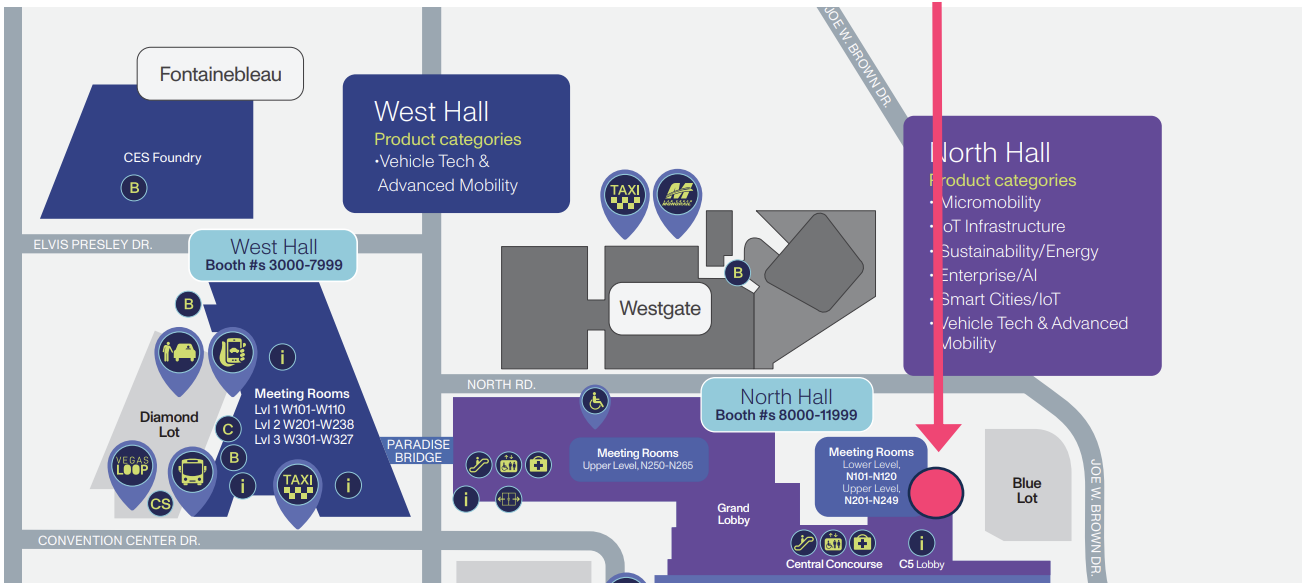 Fontainebleau
CES Foundry
B
West Hall
Product categories
•Vehicle Tech &
Advanced Mobility
JOE W. BROWN DR.
North Hall
Product categories
• Micromobility
• IoT Infrastructure
• Sustainability/Energy
• Enterprise/AI
• Smart Cities/IoT
• Vehicle Tech & Advanced
Mobility
TAXI
M
ELVIS PRESLEY DR.
West Hall
Booth #s 3000-7999
B
B
Westgate
i
Meeting Rooms
Lvl 1 W101-W110
Lvl 2 W201-W238
Lvl 3 W301-W327
Diamond
Lot
C
B
VEGAS
LOOP
CS
i
TAXI
i
NORTH RD.
North Hall
Booth #s 8000-11999
PARADISE
BRIDGE
Meeting Rooms
Upper Level, N250-N265
i
Meeting Rooms
Lower Level,
N101-N120
Upper Level,
N201-N249
Blue
Lot
JOE W. BROWN DR.
Grand
Lobby
i
Central Concourse
C5 Lobby
CONVENTION CENTER DR.